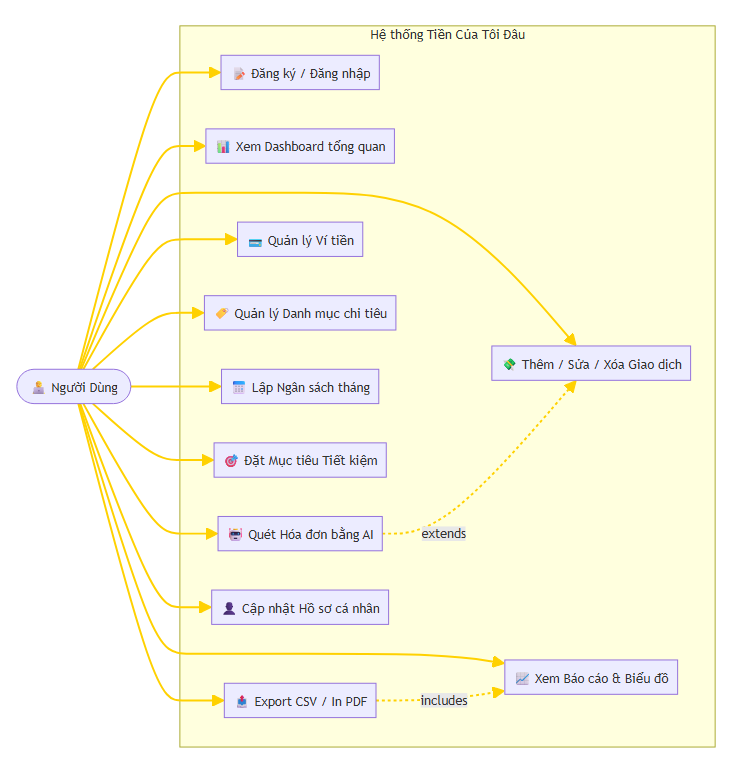 Hệ thống Tiền Của Tôi Đâu
Đăng ký / Đăng nhập
Xem Dashboard tổng quan
Quản lý Ví tiền
Quản lý Danh mục chi tiêu
Thêm / Sửa / Xóa Giao dịch
Người Dùng
Lập Ngân sách tháng
Đặt Mục tiêu Tiết kiệm
Quét Hóa đơn bằng AI
extends
Cập nhật Hồ sơ cá nhân
Xem Báo cáo & Biểu đồ
Export CSV / In PDF
includes